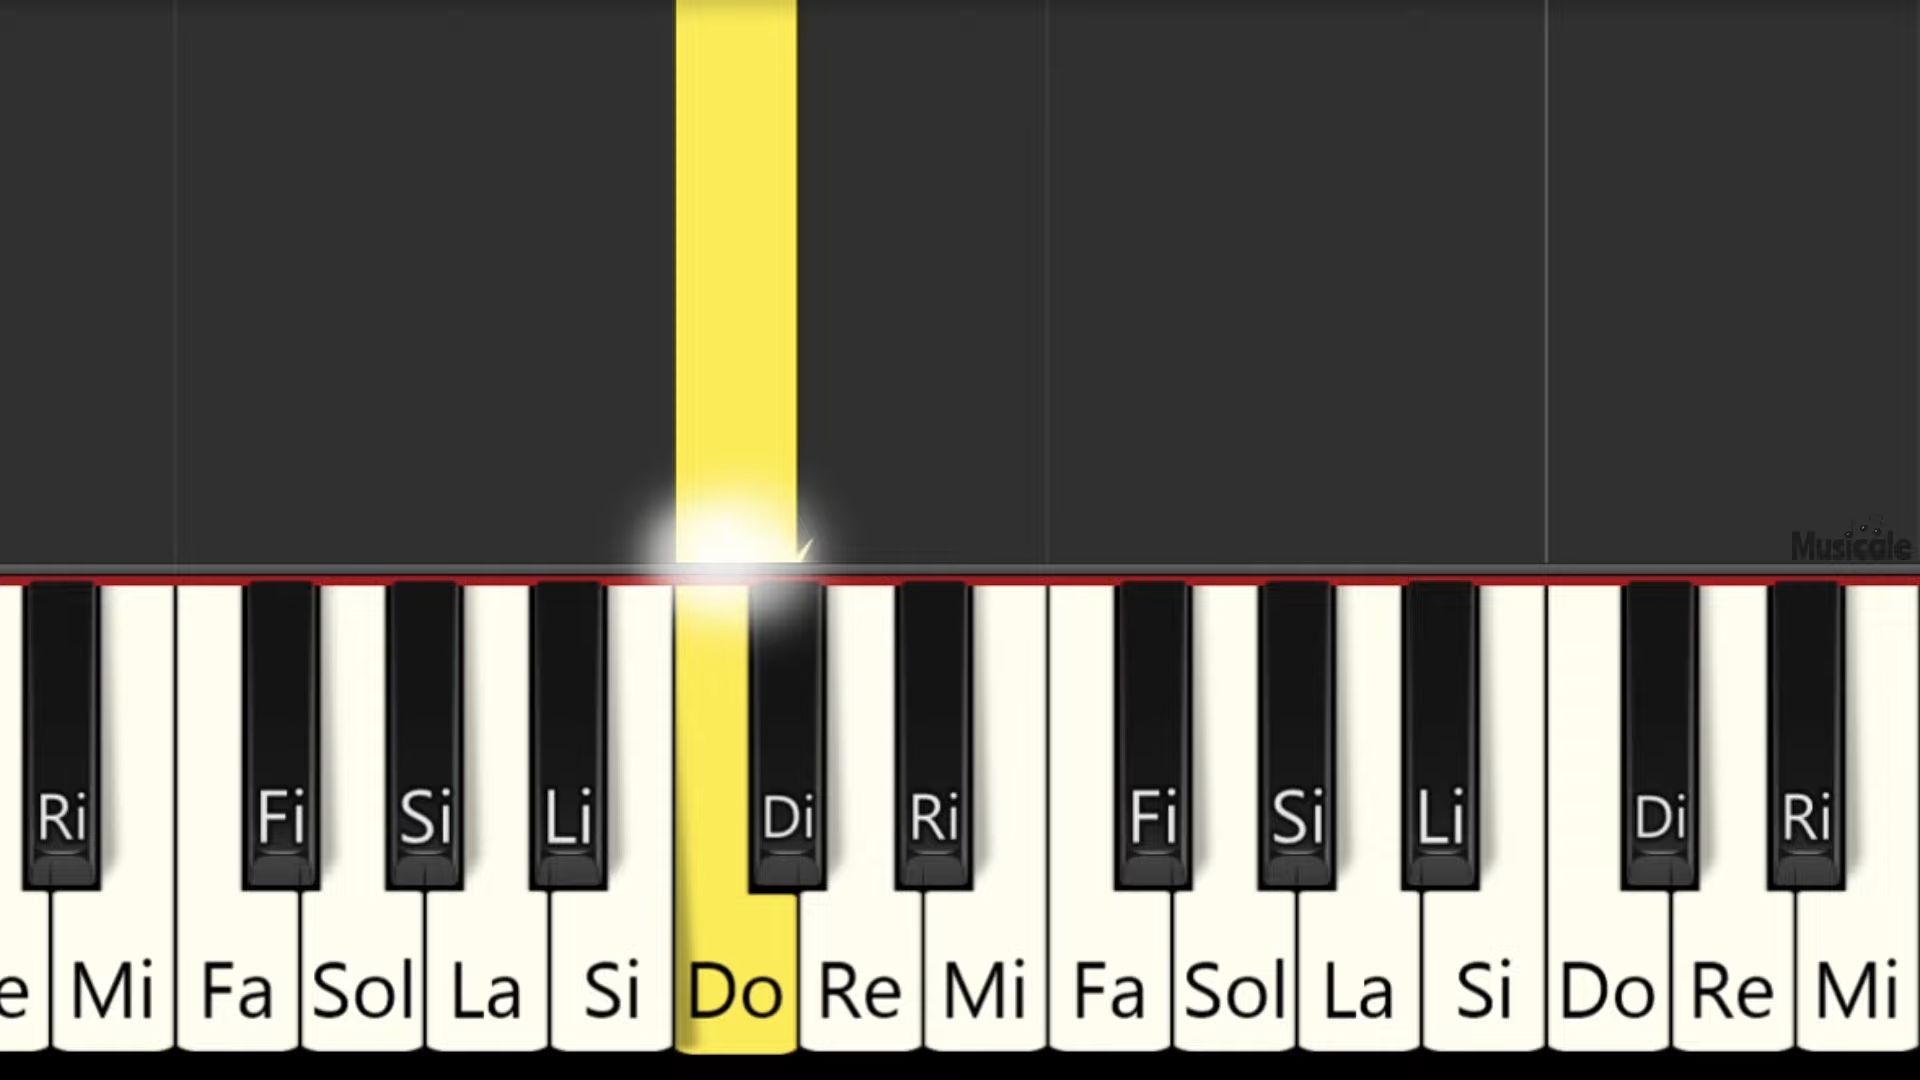 Musicale
Ri Fi Si Li Di Ri Fi Si Li Di Ri
e Mi Fa Sol La Si Do Re Mi Fa Sol La Si Do Re Mi